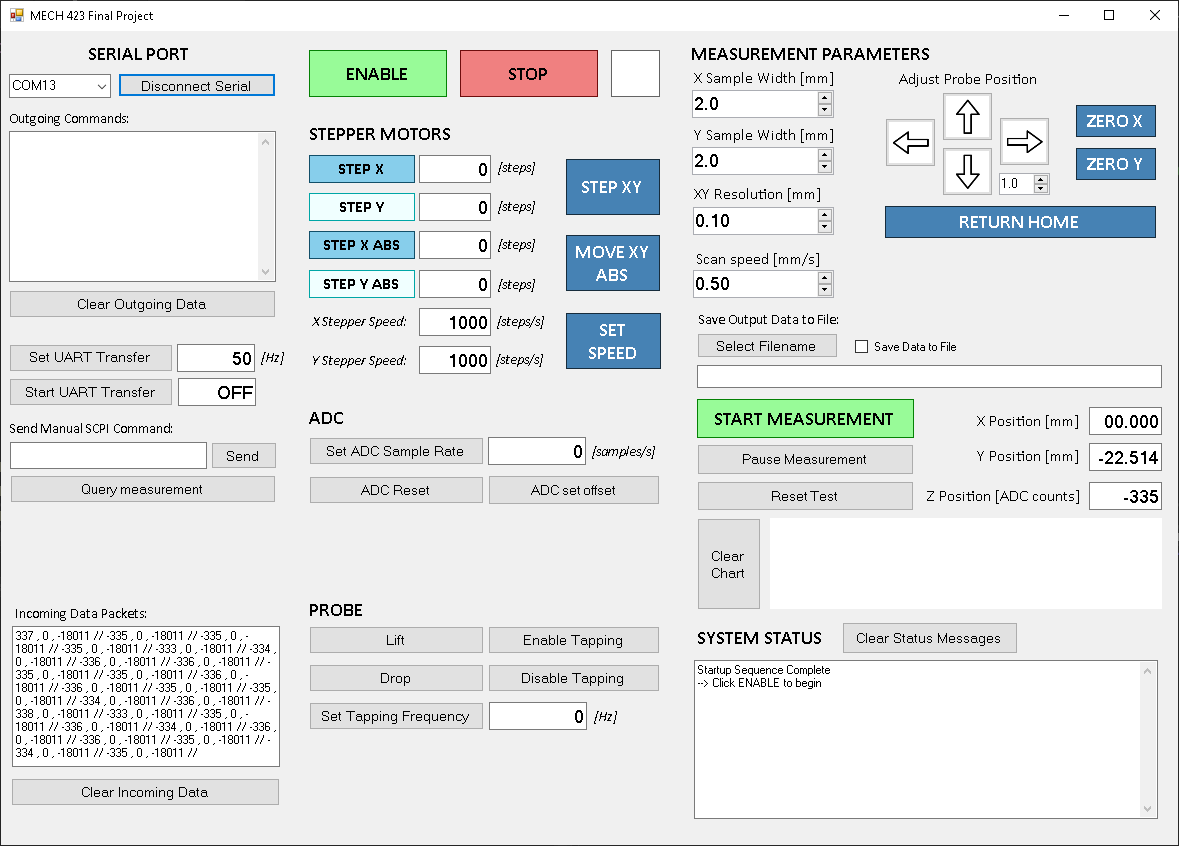 MECH 423 Final Project
SERIAL PORT
COM13
Disconnect Serial
Outgoing Commands:
Clear Outgoing Data
Set UART Transfer
50
[Hz]
Start UART Transfer
OFF
Send Manual SCPI Command:
Send
Query measurement
Incoming Data Packets:
337 , 0 , -18011 // -335 , 0 , -18011 // -335 , 0 , -
18011 // -335 , 0 , -18011 // -333 , 0 , -18011 // -334 ,
0 , -18011 // -336 , 0 , -18011 // -336 , 0 , -18011 // -
335 , 0 , -18011 // -335 , 0 , -18011 // -336 , 0 , -
18011 // -336 , 0 , -18011 // -335 , 0 , -18011 // -335 ,
0 , -18011 // -334 , 0 , -18011 // -336 , 0 , -18011 // -
338 , 0 , -18011 // -333 , 0 , -18011 // -335 , 0 , -
18011 // -336 , 0 , -18011 // -334 , 0 , -18011 // -336 ,
0 , -18011 // -336 , 0 , -18011 // -335 , 0 , -18011 // -
334 , 0 , -18011 // -335 , 0 , -18011 //
Clear Incoming Data
ENABLE
STOP
STEPPER MOTORS
STEP X
0
[steps]
STEP Y
0
[steps]
STEP X ABS
0
[steps]
STEP Y ABS
0
[steps]
STEP XY
MOVE XY
ABS
X Stepper Speed:
1000
[steps/s]
Y Stepper Speed:
1000
[steps/s]
SET
SPEED
ADC
Set ADC Sample Rate
0
[samples/s]
ADC Reset
ADC set offset
PROBE
Lift
Enable Tapping
Drop
Disable Tapping
Set Tapping Frequency
0
[Hz]
MEASUREMENT PARAMETERS
X Sample Width [mm]
2.0
Y Sample Width [mm]
2.0
XY Resolution [mm]
0.10
Scan speed [mm/s]
0.50
Adjust Probe Position
1.0
ZERO X
ZERO Y
RETURN HOME
Save Output Data to File:
Select Filename
Save Data to File
START MEASUREMENT
Pause Measurement
Reset Test
X Position [mm]
00.000
Y Position [mm]
-22.514
Z Position [ADC counts]
-335
Clear
Chart
SYSTEM STATUS
Clear Status Messages
Startup Sequence Complete
--> Click ENABLE to begin